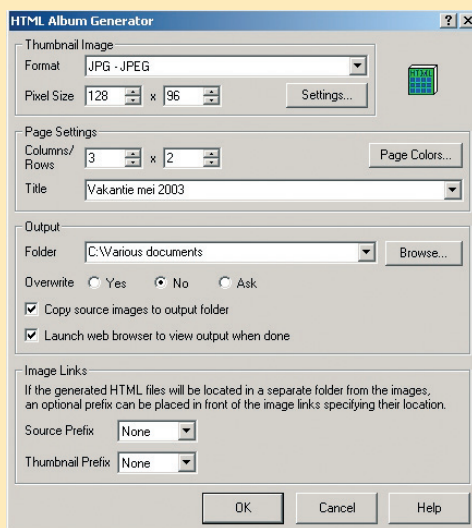 HTML Album Generator
Thumbnail Image
Format JPG - JPEG
Pixel Size 128 x 96 Settings...
HTML
Page Settings
Columns/
Rows 3 x 2 Page Colors...
Title Vakantie mei 2003
Output
Folder C:\Various documents Browse...
Overwrite Yes No Ask
Copy source images to output folder
Launch web browser to view output when done
Image Links
If the generated HTML files will be located in a separate folder from the images,
an optional prefix can be placed in front of the image links specifying their location.
Source Prefix None
Thumbnail Prefix None
OK Cancel Help